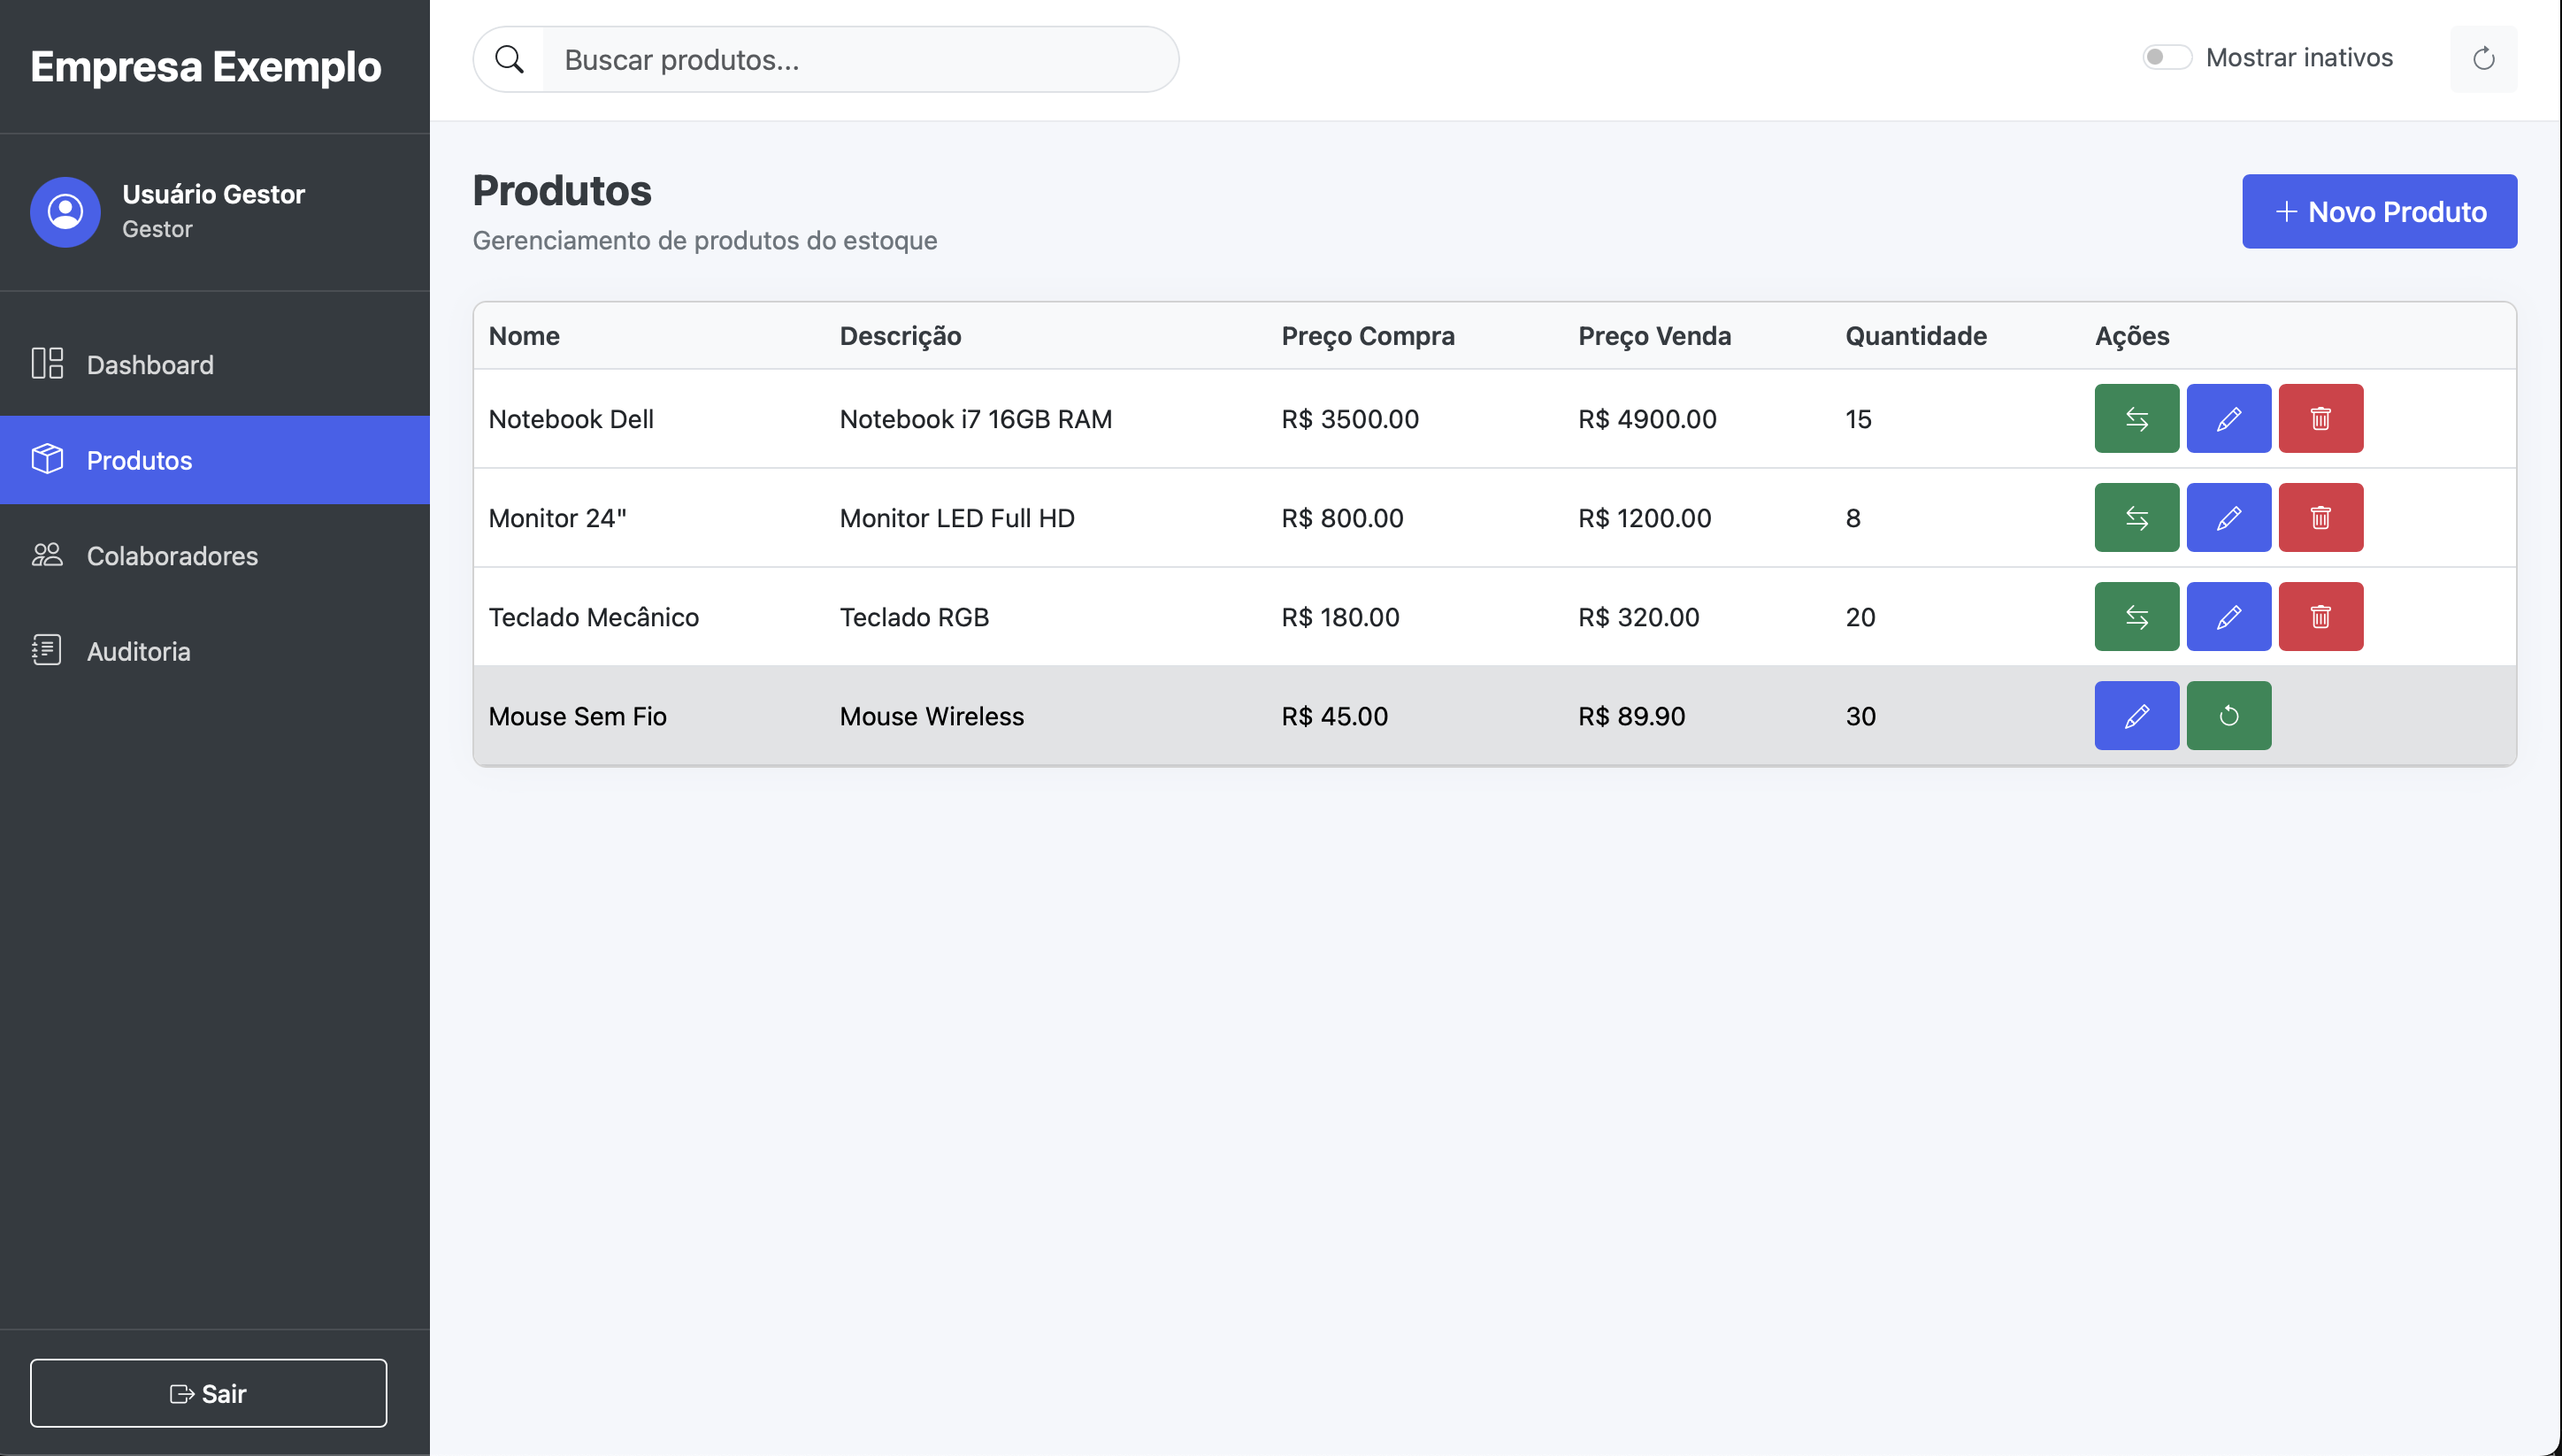 Empresa Exemplo
Usuário Gestor
Gestor
Dashboard
Produtos
Colaboradores
Auditoria
Sair
Buscar produtos...
Mostrar inativos
Produtos
Gerenciamento de produtos do estoque
Novo Produto
Nome Descrição Preço Compra Preço Venda Quantidade Ações
Notebook Dell Notebook i7 16GB RAM R$ 3500.00 R$ 4900.00 15
Monitor 24" Monitor LED Full HD R$ 800.00 R$ 1200.00 8
Teclado Mecânico Teclado RGB R$ 180.00 R$ 320.00 20
Mouse Sem Fio Mouse Wireless R$ 45.00 R$ 89.90 30